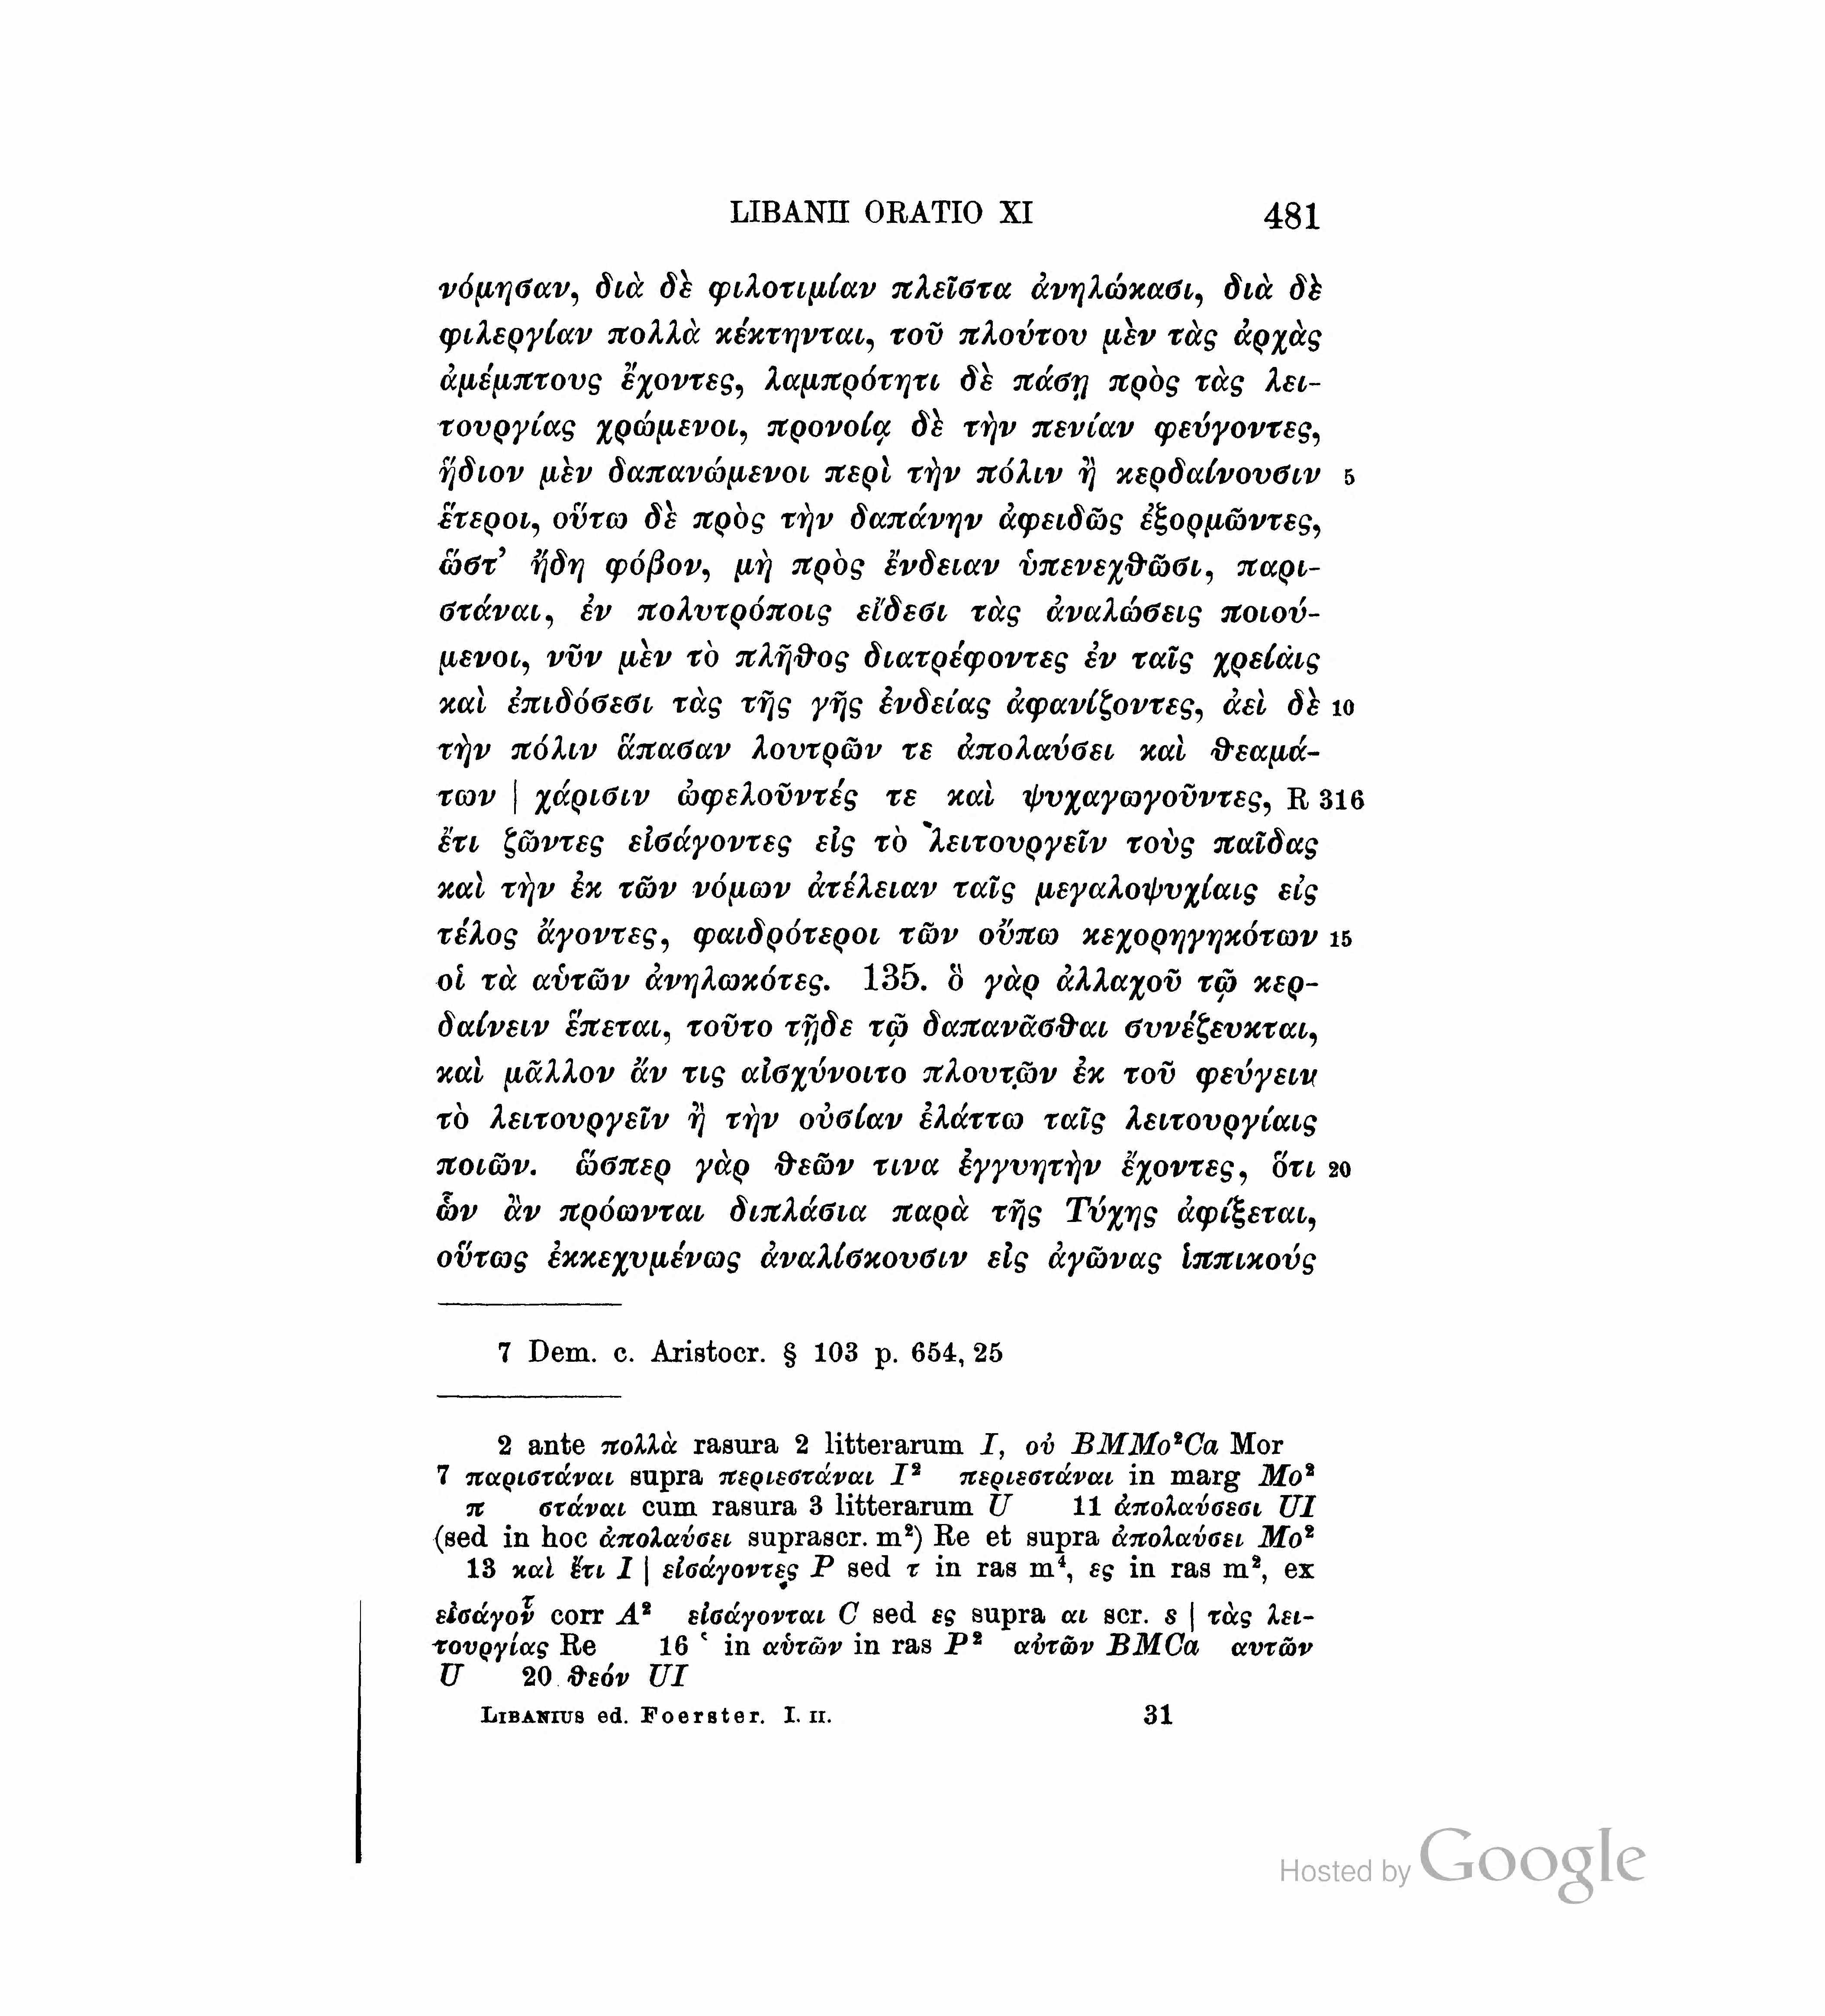 LIBANII ORATIO XI 481
νόμησαν, διὰ δὲ φιλοτιμίαν πλεῖστα ἀνηλώκασι, διὰ δὲ
φιλεργίαν πολλὰ κέκτηνται, τοῦ πλούτου μὲν τὰς ἀρχὰς
ἀμέμπτους ἔχοντες, λαμπρότητι δὲ πάσῃ πρὸς τὰς λει-
τουργίας χρώμενοι, προνοίᾳ δὲ τὴν πενίαν φεύγοντες,
ἥδιον μὲν δαπανώμενοι περὶ τὴν πόλιν ἢ κερδαίνουσιν 5
ἕτεροι, οὕτω δὲ πρὸς τὴν δαπάνην ἀφειδῶς ἐξορμῶντες,
ὥστ’ ἤδη φόβον, μὴ πρὸς ἔνδειαν ὑπενεχθῶσι, παρι-
στάναι, ἐν πολυτρόποις εἴδεσι τὰς ἀναλώσεις ποιού-
μενοι, νῦν μὲν τὸ πλῆθος διατρέφοντες ἐν ταῖς χρείαις
καὶ ἐπιδόσεσι τὰς τῆς γῆς ἐνδείας ἀφανίζοντες, ἀεὶ δὲ 10
τὴν πόλιν ἅπασαν λουτρῶν τε ἀπολαύσει καὶ θεαμά-
των | χάρισιν ὠφελοῦντές τε καὶ ψυχαγωγοῦντες, R 316
ἔτι ζῶντες εἰσάγοντες εἰς τὸ λειτουργεῖν τοὺς παῖδας
καὶ τὴν ἐκ τῶν νόμων ἀτέλειαν ταῖς μεγαλοψυχίαις εἰς
τέλος ἄγοντες, φαιδρότεροι τῶν οὔπω κεχορηγηκότων 15
οἱ τὰ αὑτῶν ἀνηλωκότες. 135. ὃ γὰρ ἀλλαχοῦ τῷ κερ-
δαίνειν ἕπεται, τοῦτο τῇδε τῷ δαπανᾶσθαι συνέζευκται,
καὶ μᾶλλον ἄν τις αἰσχύνοιτο πλουτῶν ἐκ τοῦ φεύγειν
τὸ λειτουργεῖν ἢ τὴν οὐσίαν ἐλάττω ταῖς λειτουργίαις
ποιῶν. ὥσπερ γὰρ θεῶν τινα ἐγγυητὴν ἔχοντες, ὅτι 20
ὧν ἂν πρόωνται διπλάσια παρὰ τῆς Τύχης ἀφίξεται,
οὕτως ἐκκεχυμένως ἀναλίσκουσιν εἰς ἀγῶνας ἱππικούς
7 Dem. c. Aristocr. § 103 p. 654, 25
2 ante πολλὰ rasura 2 litterarum I, οὐ BMMo²Ca Mor
7 παριστάναι supra περιεστάναι I² περιεστάναι in marg Mo²
π στάναι cum rasura 3 litterarum U 11 ἀπολαύσεσι UI
(sed in hoc ἀπολαύσει suprascr. m²) Re et supra ἀπολαύσει Mo²
13 καὶ ἔτι I | εἰσάγοντες P sed τ in ras m⁴, ες in ras m², ex
εἰσάγον͂τ corr A² εἰσάγονται C sed ες supra αι scr. s | τὰς λει-
τουργίας Re 16 ʽ in αὑτῶν in ras P² αὐτῶν BMCa αυτῶν
U 20 θεόν UI
LIBANIUS ed. Foerster. I. II. 31
Hosted by Google